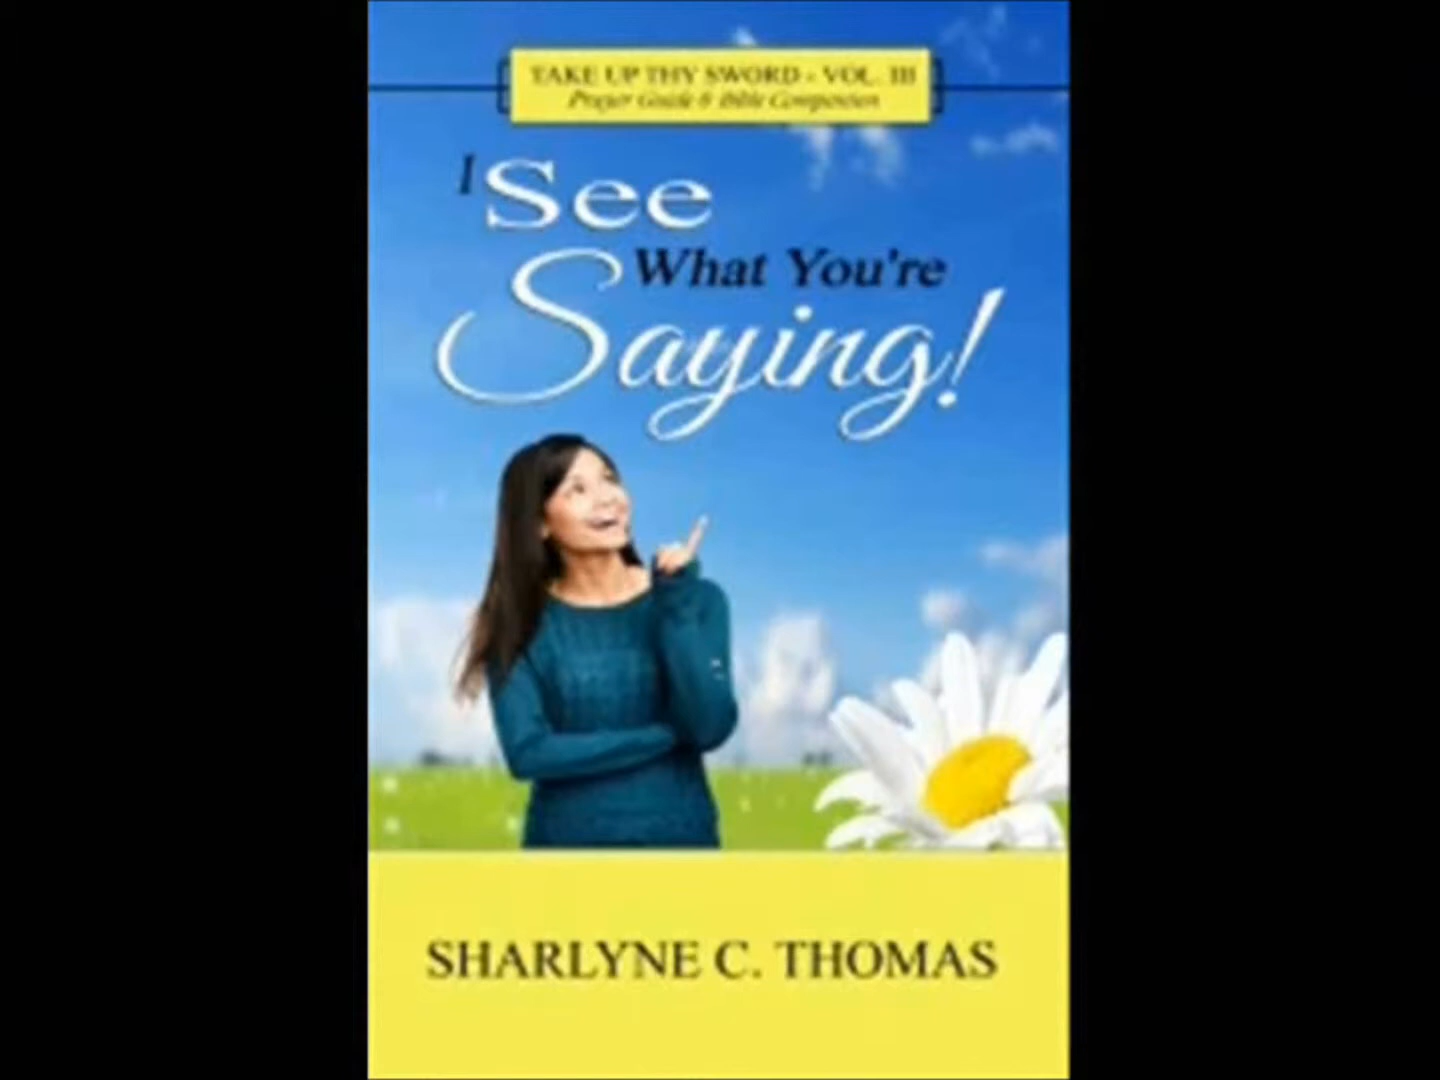 TAKE UP THY SWORD - VOL. III
Prayer Guide & Bible Companion
I See
What You're
Saying!
SHARLYNE C. THOMAS